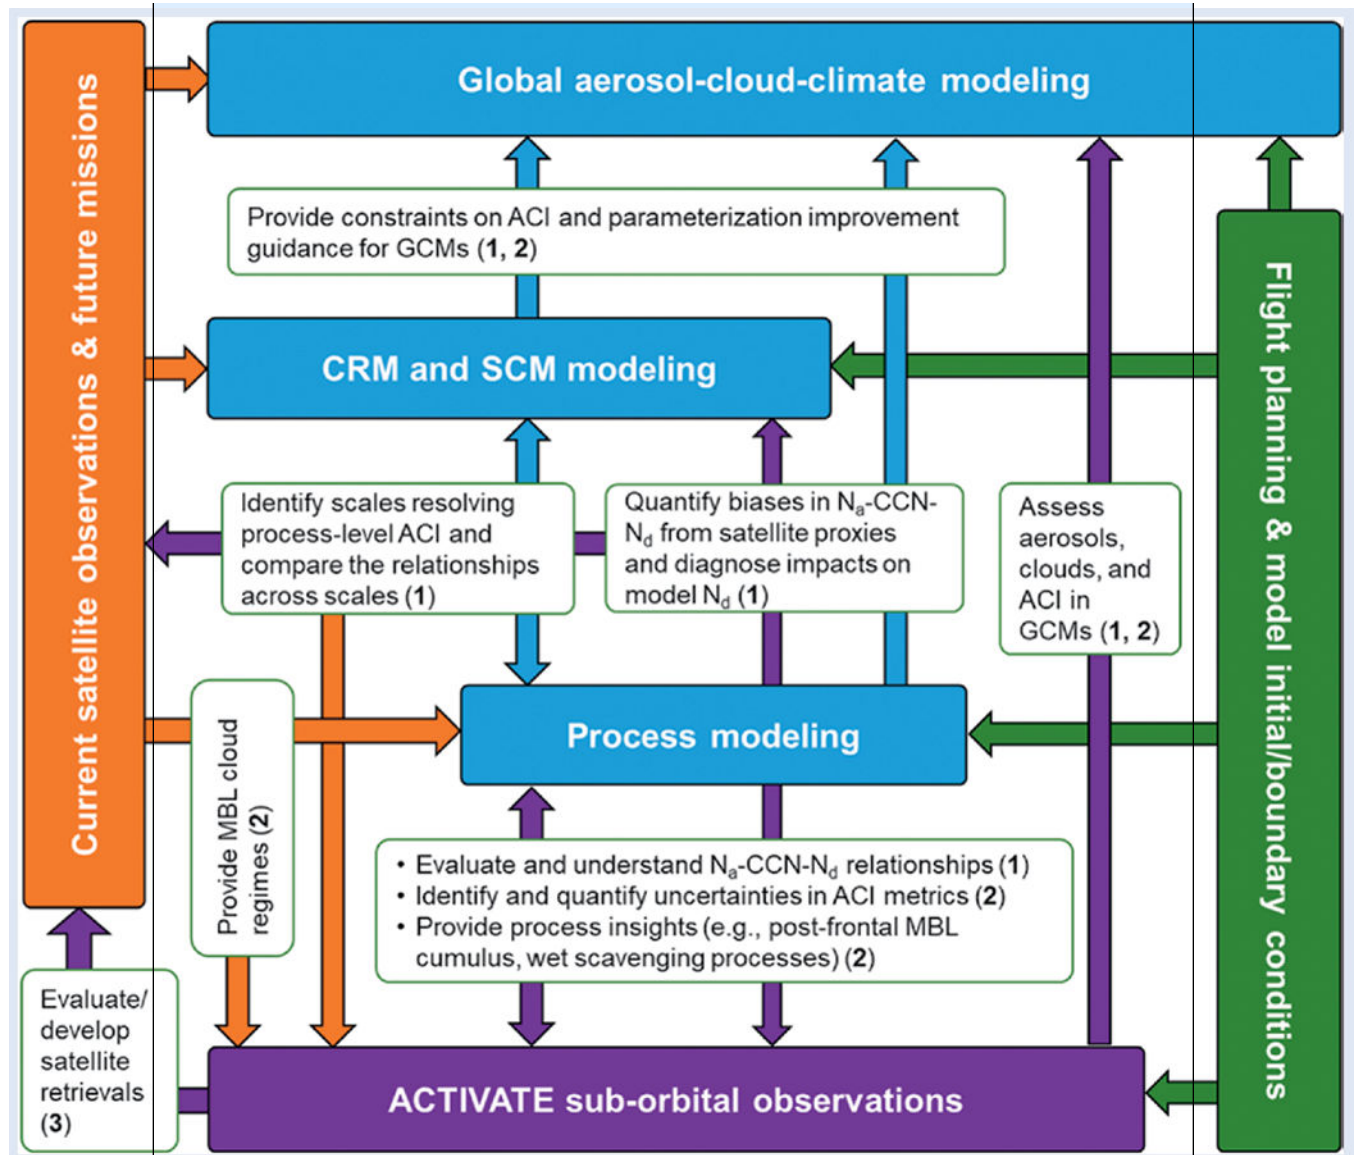 Current satellite observations & future missions
Global aerosol-cloud-climate modeling
Provide constraints on ACI and parameterization improvement
guidance for GCMs (1, 2)
CRM and SCM modeling
Flight planning & model initial/boundary conditions
Identify scales resolving
process-level ACI and
compare the relationships
across scales (1)
Quantify biases in Na-CCN-
Nd from satellite proxies
and diagnose impacts on
model Nd (1)
Assess
aerosols,
clouds, and
ACI in
GCMs (1, 2)
Provide MBL cloud
regimes (2)
Process modeling
• Evaluate and understand Na-CCN-Nd relationships (1)
• Identify and quantify uncertainties in ACI metrics (2)
• Provide process insights (e.g., post-frontal MBL
cumulus, wet scavenging processes) (2)
Evaluate/
develop
satellite
retrievals
(3)
ACTIVATE sub-orbital observations